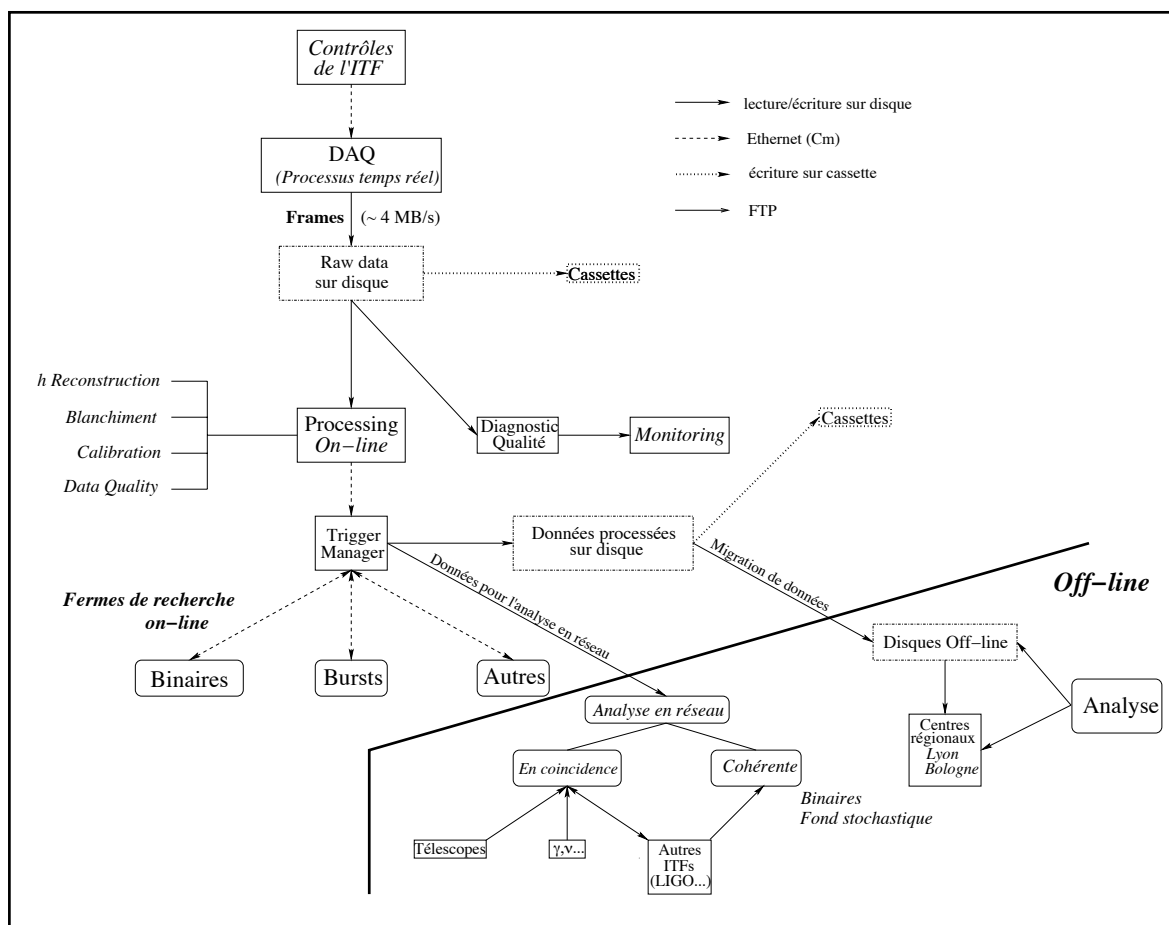 Contrôles
de l'ITF
lecture/écriture sur disque
Ethernet (Cm)
écriture sur cassette
FTP
DAQ
(Processus temps réel)
Frames (~ 4 MB/s)
Raw data
sur disque
Cassettes
h Reconstruction
Blanchiment
Calibration
Data Quality
Processing
On−line
Diagnostic
Qualité
Monitoring
Cassettes
Trigger
Manager
Données processées
sur disque
Migration de données
Données pour l'analyse en réseau
Off−line
Fermes de recherche
on−line
Binaires
Bursts
Autres
Disques Off−line
Analyse
Centres
régionaux
Lyon
Bologne
Analyse en réseau
En coincidence
Cohérente
Binaires
Fond stochastique
Télescopes
γ,ν...
Autres
ITFs
(LIGO...)